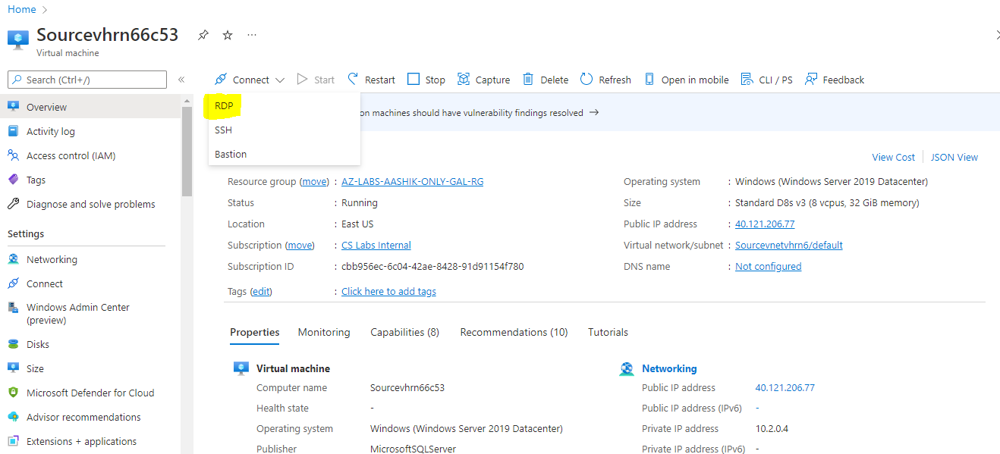 Home
Sourcevhrn66c53
Virtual machine
Search (Ctrl+/)
Connect Start Restart Stop Capture Delete Refresh Open in mobile CLI / PS Feedback
Overview
Activity log
Access control (IAM)
Tags
Diagnose and solve problems
Settings
Networking
Connect
Windows Admin Center
(preview)
Disks
Size
Microsoft Defender for Cloud
Advisor recommendations
Extensions + applications
RDP
SSH
Bastion
on machines should have vulnerability findings resolved
View Cost JSON View
Resource group (move) : AZ-LABS-AASHIK-ONLY-GAL-RG
Status : Running
Location : East US
Subscription (move) : CS Labs Internal
Subscription ID : cbb956ec-6c04-42ae-8428-91d91154f780
Tags (edit) : Click here to add tags
Operating system : Windows (Windows Server 2019 Datacenter)
Size : Standard D8s v3 (8 vcpus, 32 GiB memory)
Public IP address : 40.121.206.77
Virtual network/subnet : Sourcevnetvhrn6/default
DNS name : Not configured
Properties Monitoring Capabilities (8) Recommendations (10) Tutorials
Virtual machine
Computer name Sourcevhrn66c53
Health state -
Operating system Windows (Windows Server 2019 Datacenter)
Publisher MicrosoftSQLServer
Networking
Public IP address 40.121.206.77
Public IP address (IPv6) -
Private IP address 10.2.0.4
Private IP address (IPv6) -